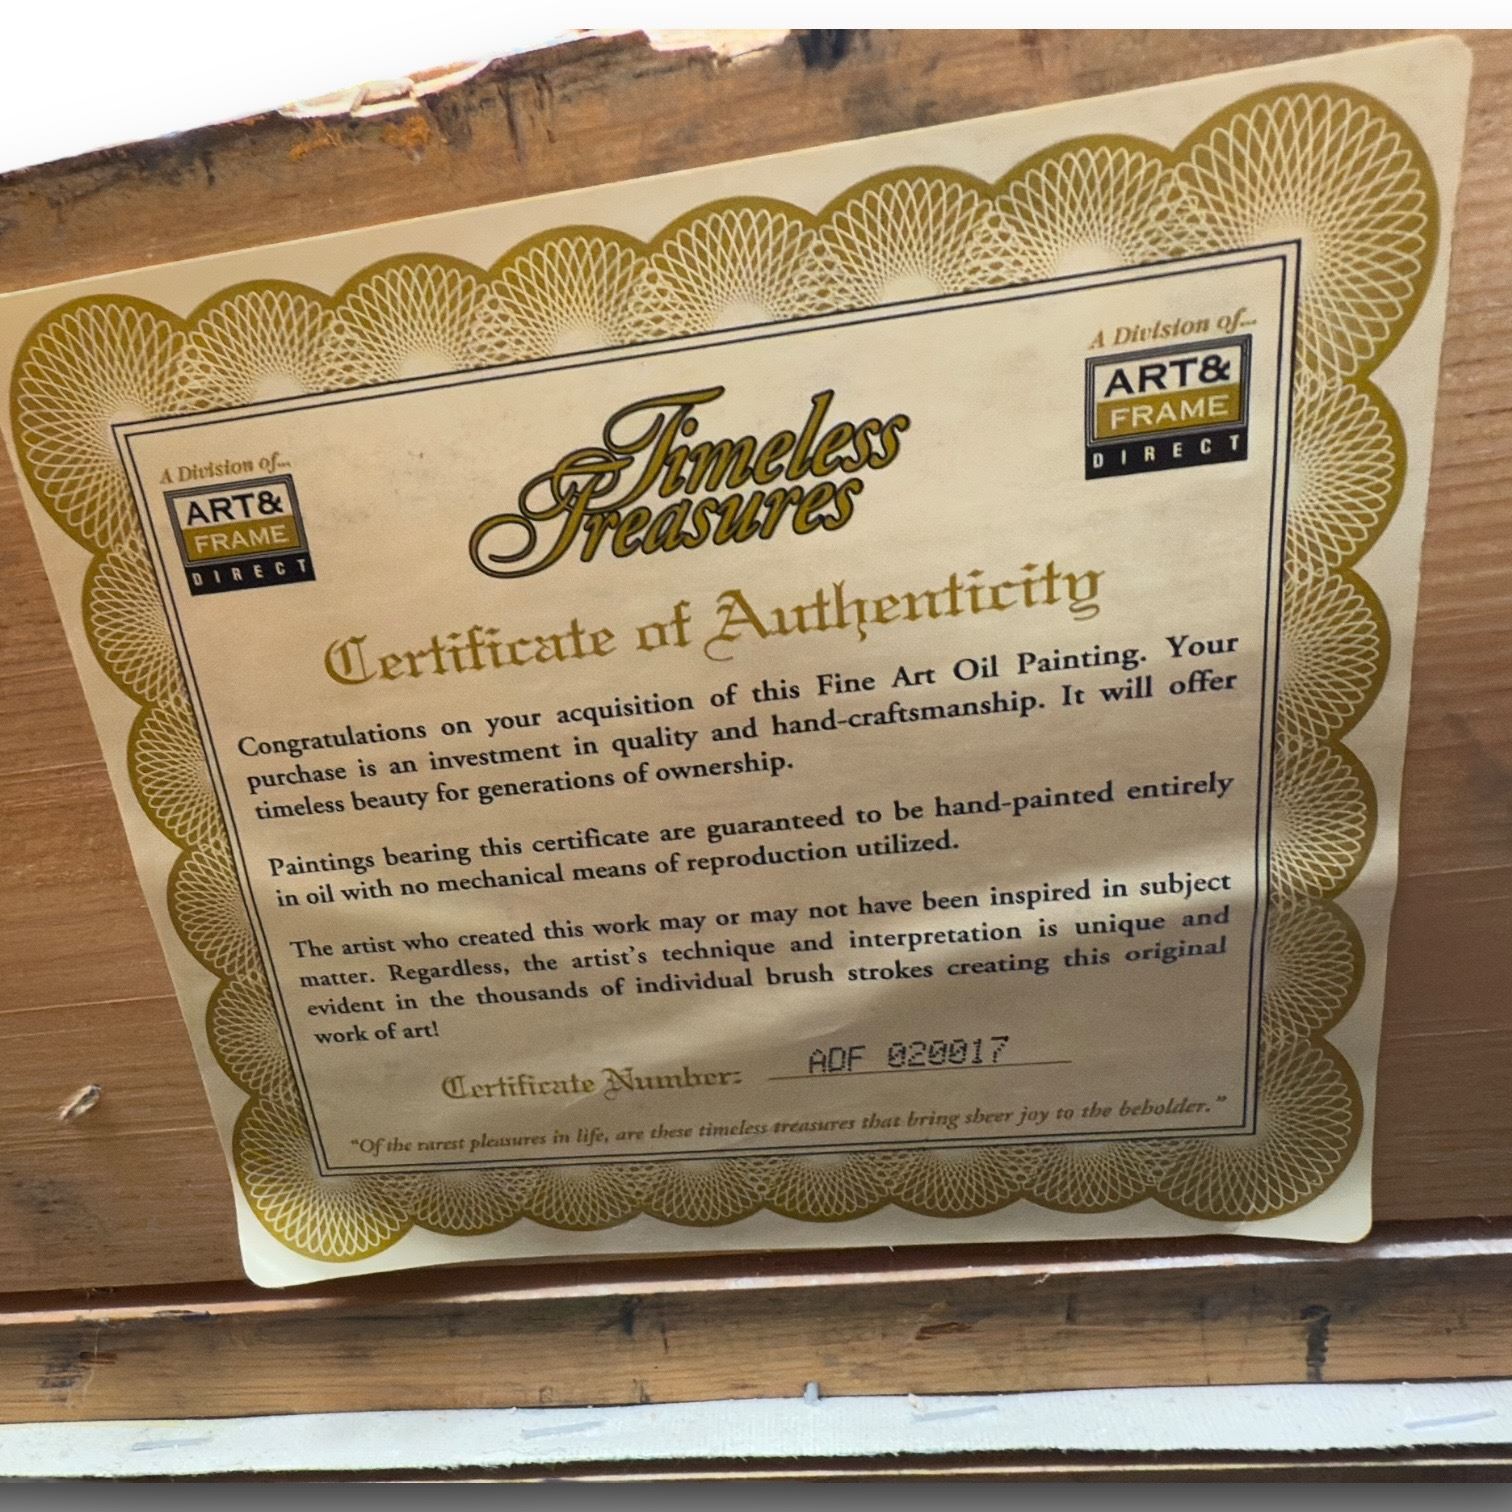 A Division of...
ART&
FRAME
DIRECT
A Division of...
ART&
FRAME
DIRECT
Timeless
Treasures
Certificate of Authenticity
Congratulations on your acquisition of this Fine Art Oil Painting. Your
purchase is an investment in quality and hand-craftsmanship. It will offer
timeless beauty for generations of ownership.
Paintings bearing this certificate are guaranteed to be hand-painted entirely
in oil with no mechanical means of reproduction utilized.
The artist who created this work may or may not have been inspired in subject
matter. Regardless, the artist's technique and interpretation is unique and
evident in the thousands of individual brush strokes creating this original
work of art!
Certificate Number: ADF 020017
"Of the rarest pleasures in life, are these timeless treasures that bring sheer joy to the beholder."